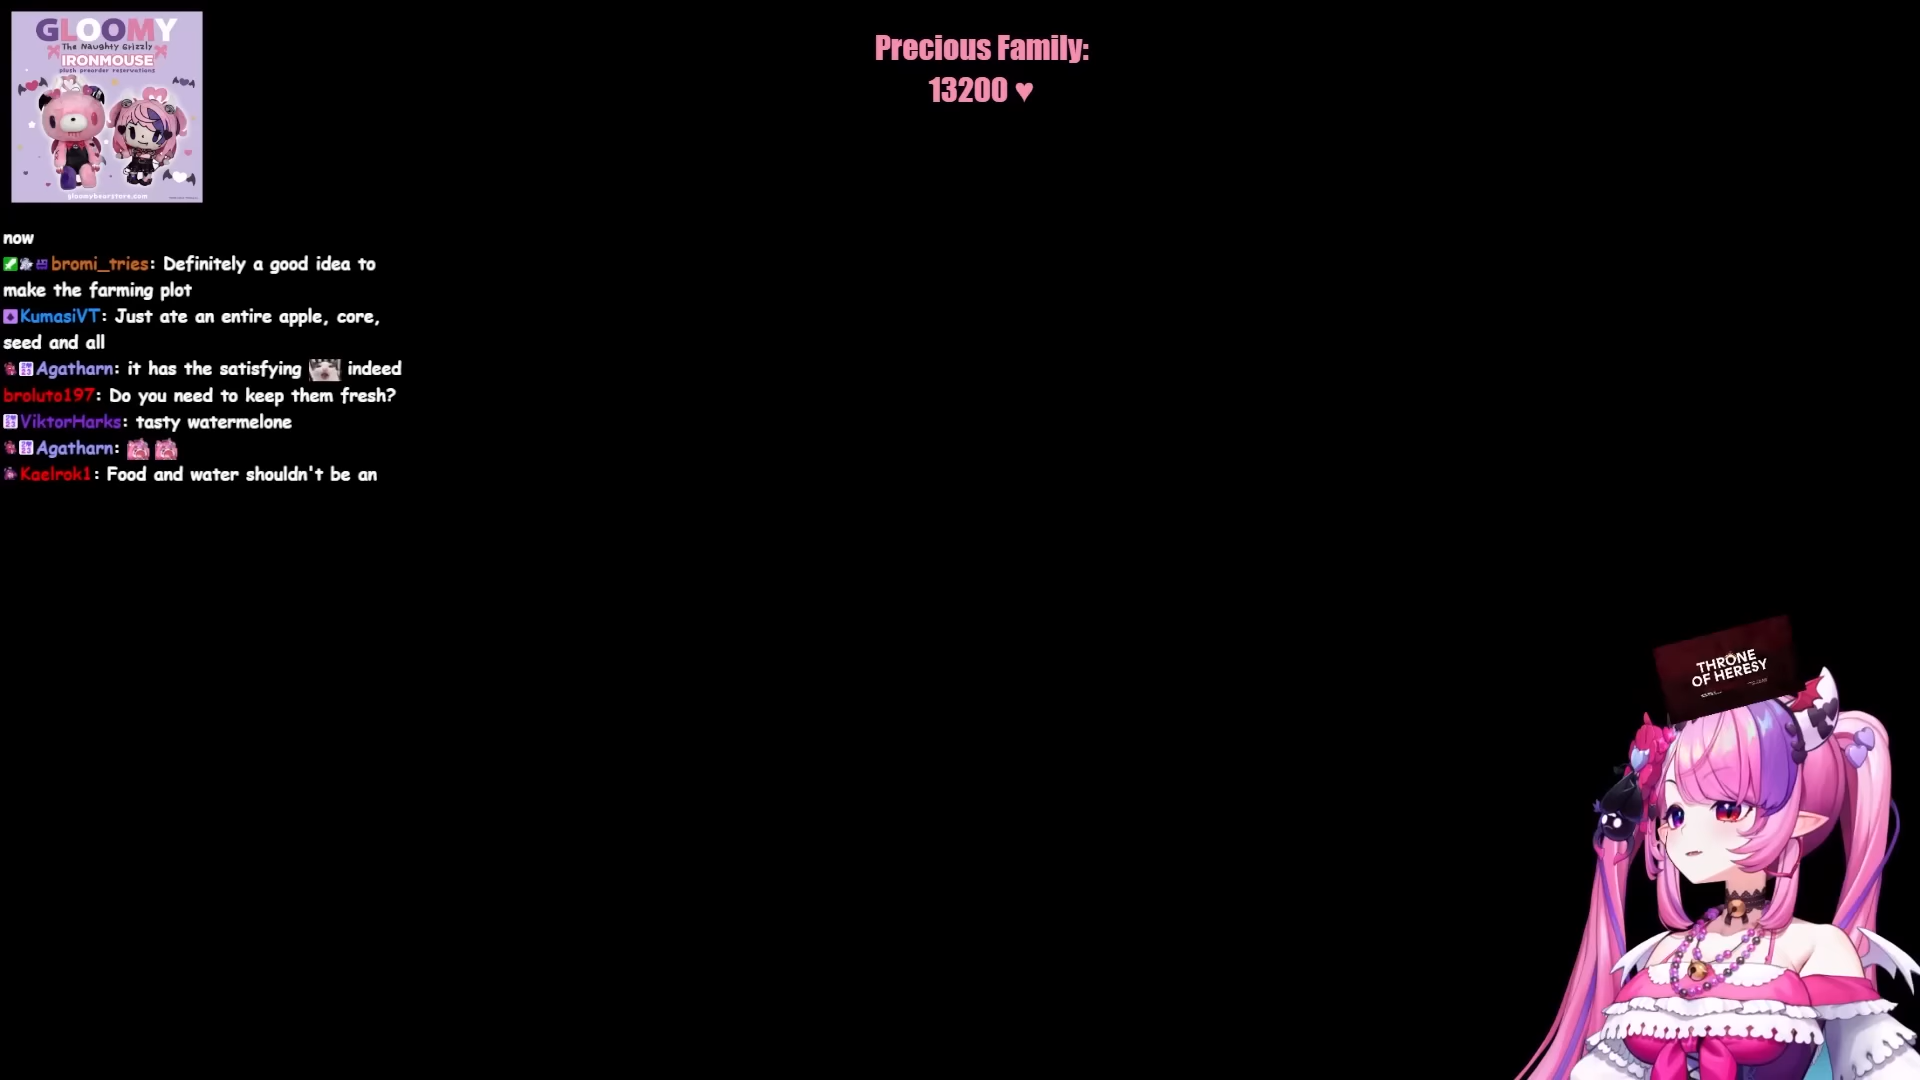 GLOOMY
The Naughty Grizzly
IRONMOUSE
plush preorder reservations
gloomybearstore.com
Precious Family:
13200 ♥
now
bromi_tries: Definitely a good idea to
make the farming plot
KumasiVT: Just ate an entire apple, core,
seed and all
Agatharn: it has the satisfying indeed
broluto197: Do you need to keep them fresh?
ViktorHarks: tasty watermelone
Agatharn:
Kaelrok1: Food and water shouldn't be an
THRONE
OF HERESY